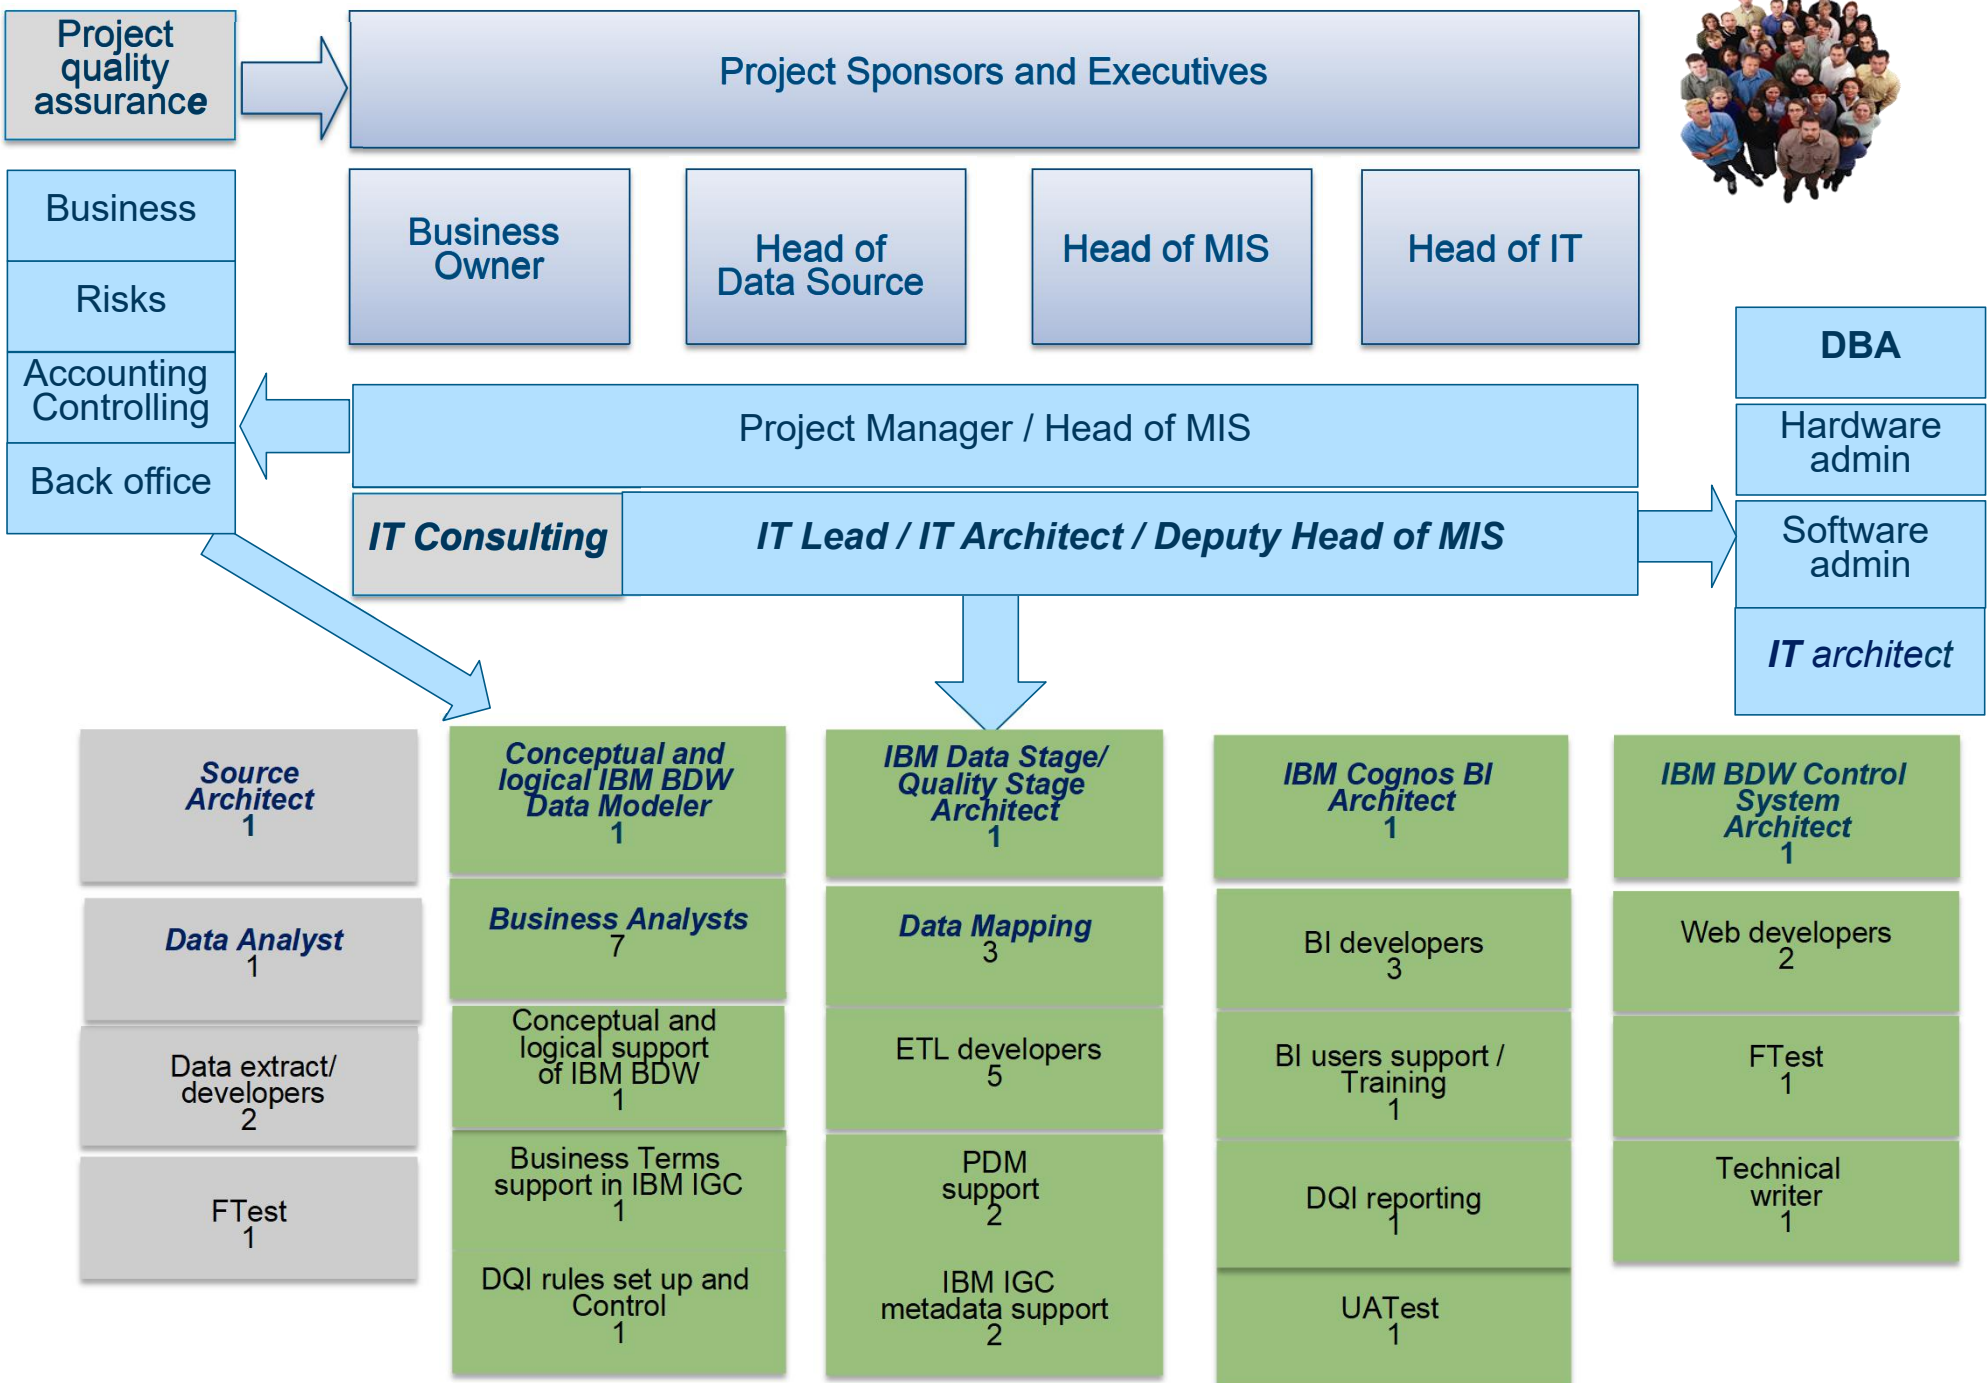 Project
quality
assurance
Project Sponsors and Executives
Business
Risks
Accounting
Controlling
Back office
Business
Owner
Head of
Data Source
Head of MIS
Head of IT
Project Manager / Head of MIS
IT Consulting
IT Lead / IT Architect / Deputy Head of MIS
DBA
Hardware
admin
Software
admin
IT architect
Source
Architect
1
Data Analyst
1
Data extract/
developers
2
FTest
1
Conceptual and
logical IBM BDW
Data Modeler
1
Business Analysts
7
Conceptual and
logical support
of IBM BDW
1
Business Terms
support in IBM IGC
1
DQI rules set up and
Control
1
IBM Data Stage/
Quality Stage
Architect
1
Data Mapping
3
ETL developers
5
PDM
support
2
IBM IGC
metadata support
2
IBM Cognos BI
Architect
1
BI developers
3
BI users support /
Training
1
DQI reporting
1
UATest
1
IBM BDW Control
System
Architect
1
Web developers
2
FTest
1
Technical
writer
1